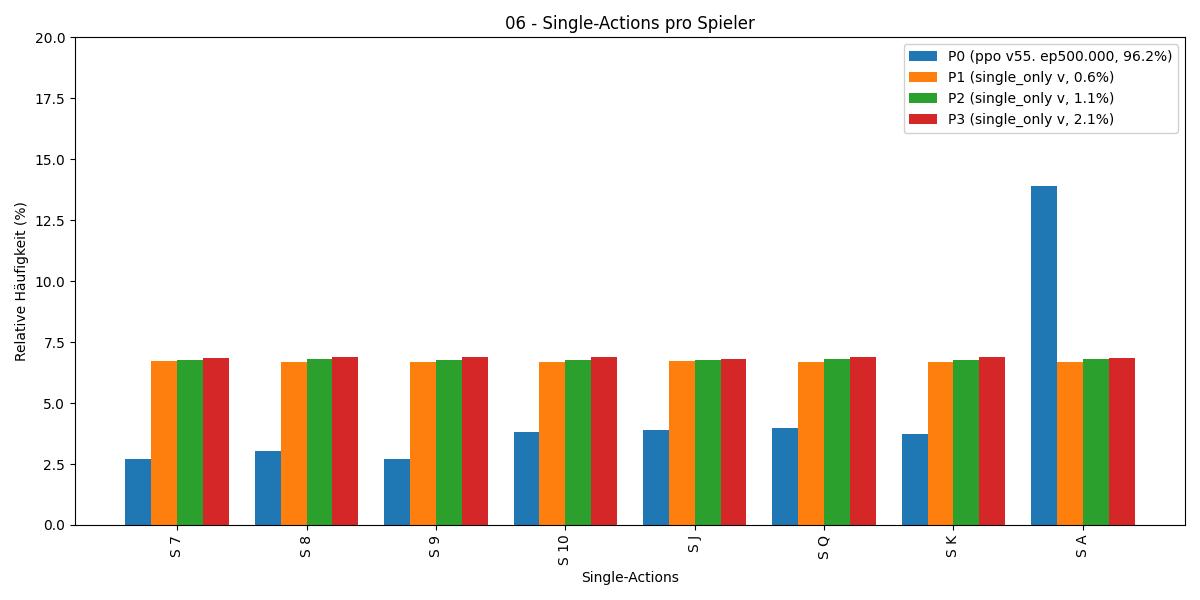 06 - Single-Actions pro Spieler
P0 (ppo v55. ep500.000, 96.2%)
P1 (single_only v, 0.6%)
P2 (single_only v, 1.1%)
P3 (single_only v, 2.1%)
Relative Häufigkeit (%)
20.0
17.5
15.0
12.5
10.0
7.5
5.0
2.5
0.0
S 7
S 8
S 9
S 10
S J
S Q
S K
S A
Single-Actions